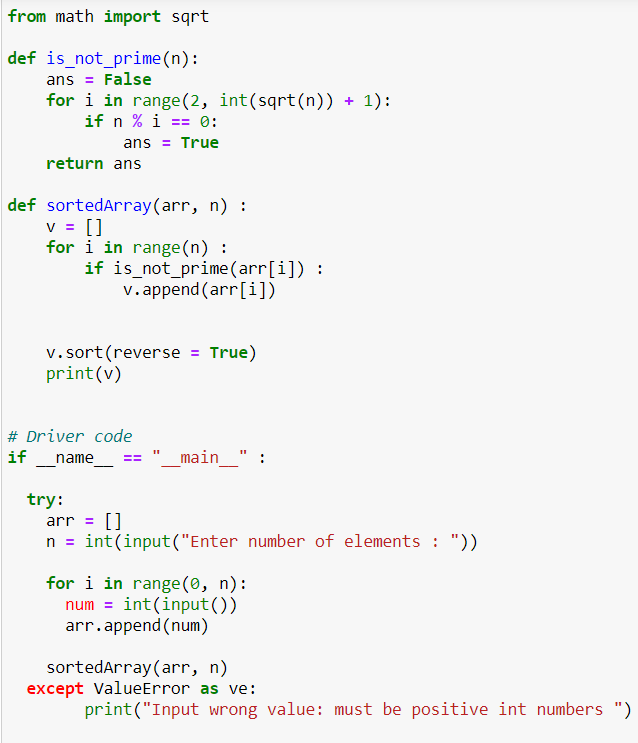 from math import sqrt
def is_not_prime(n):
    ans = False
    for i in range(2, int(sqrt(n)) + 1):
        if n % i == 0:
            ans = True
    return ans
def sortedArray(arr, n) :
    v = []
    for i in range(n) :
        if is_not_prime(arr[i]) :
            v.append(arr[i])
    v.sort(reverse = True)
    print(v)
# Driver code
if __name__ == "__main__" :
  try:
    arr = []
    n = int(input("Enter number of elements : "))
    for i in range(0, n):
      num = int(input())
      arr.append(num)
    sortedArray(arr, n)
  except ValueError as ve:
        print("Input wrong value: must be positive int numbers ")